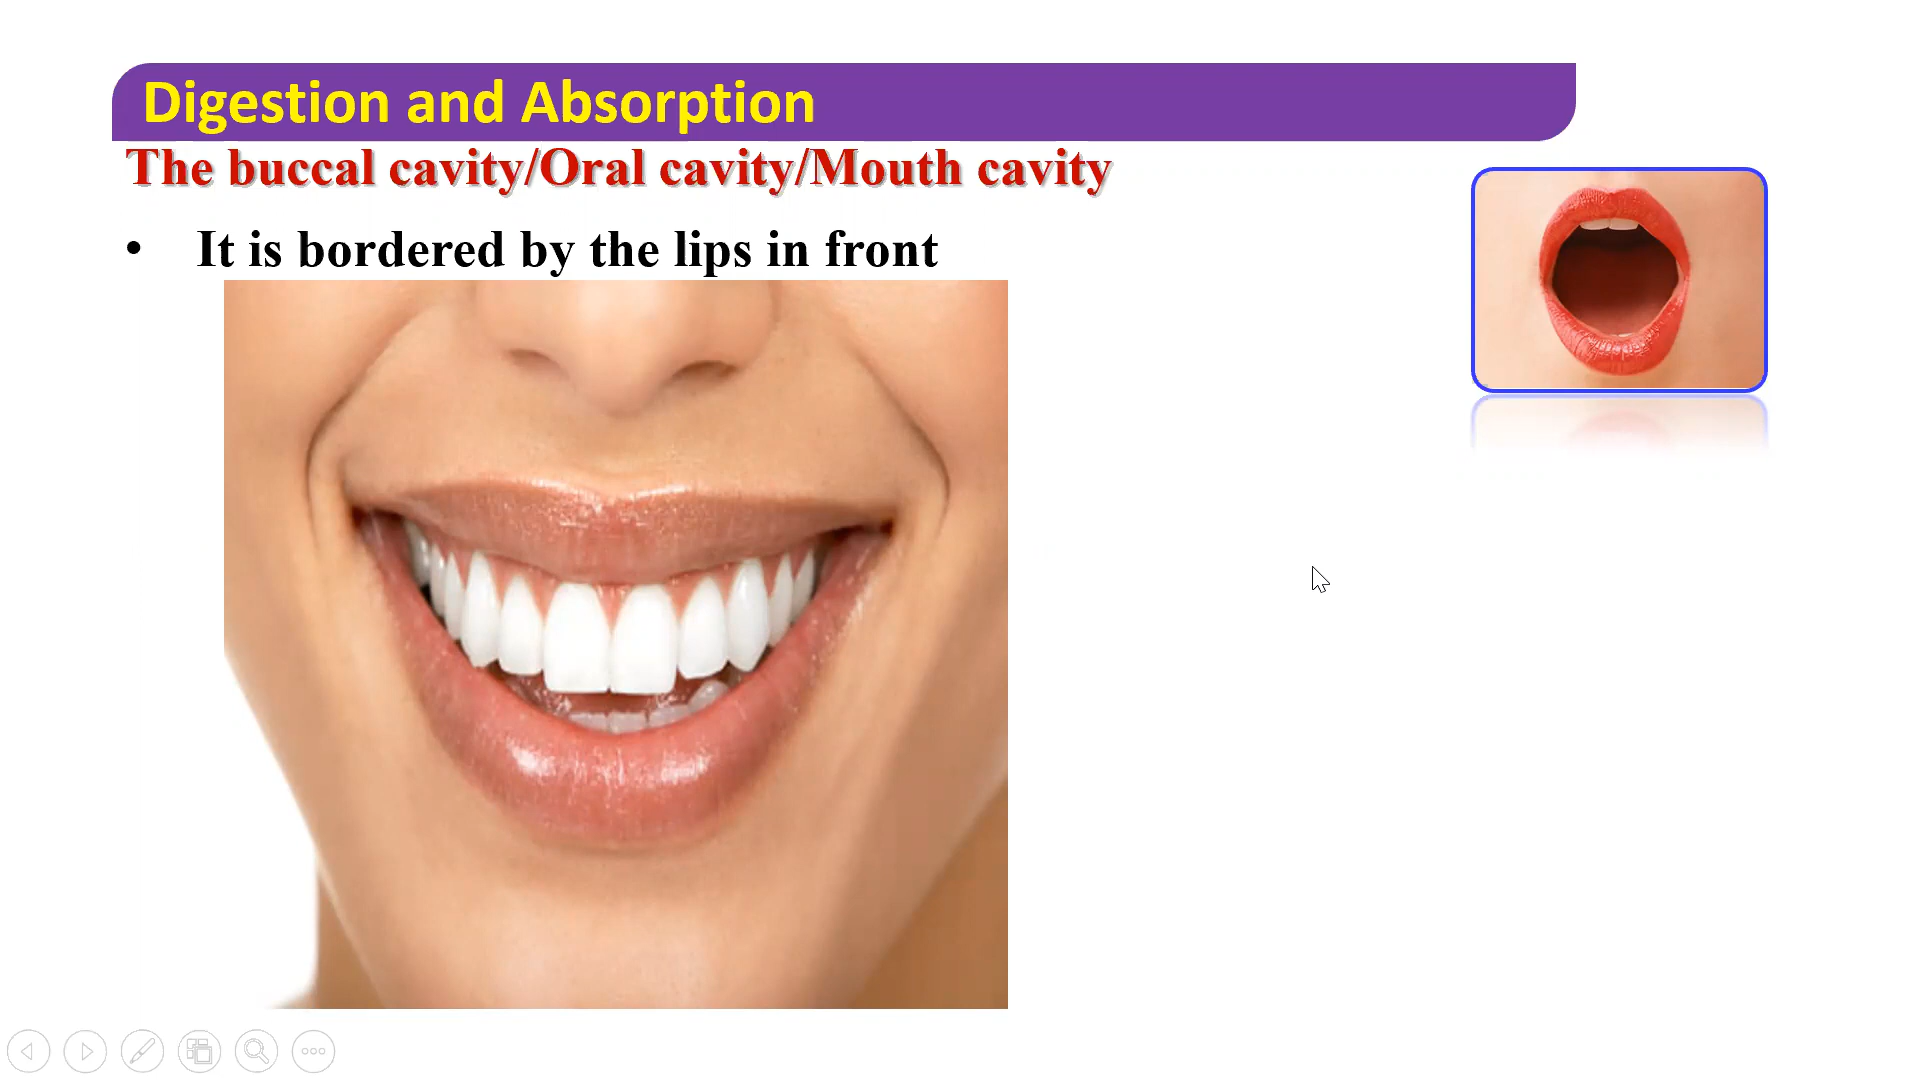 Digestion and Absorption
The buccal cavity/Oral cavity/Mouth cavity
• It is bordered by the lips in front